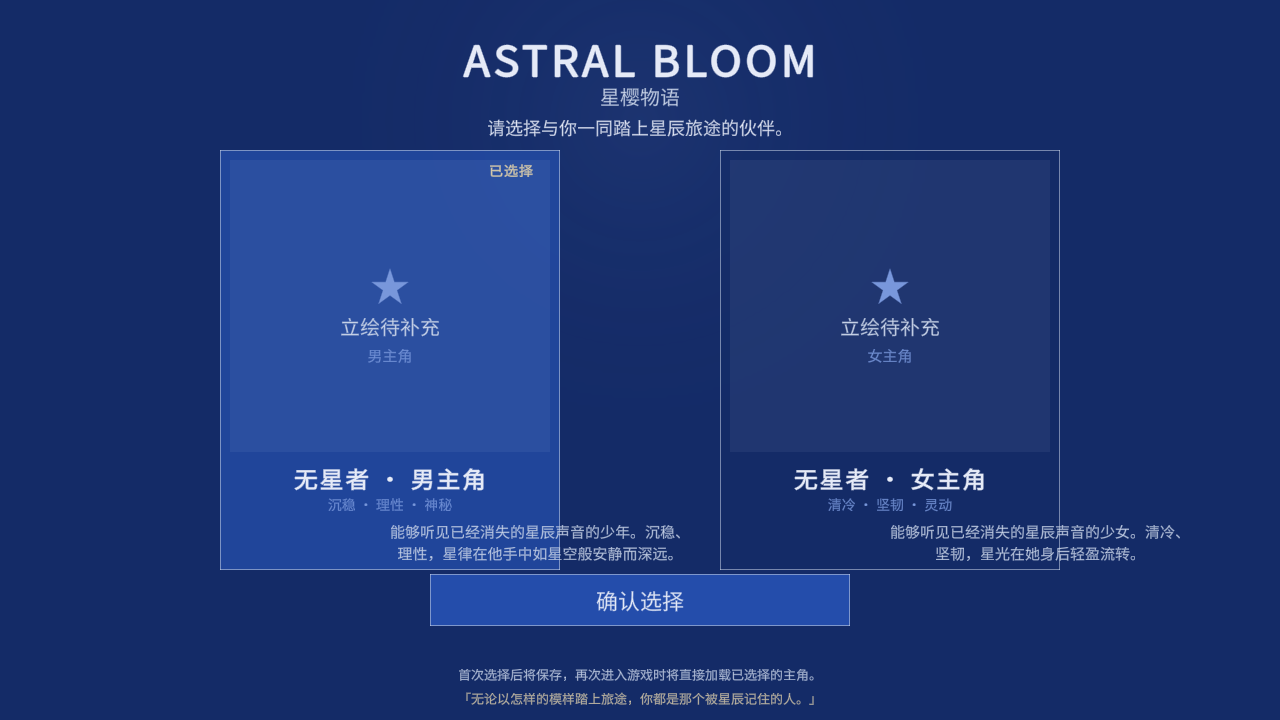 ASTRAL BLOOM
星樱物语
请选择与你一同踏上星辰旅途的伙伴。
已选择
立绘待补充
男主角
无星者 · 男主角
沉稳 · 理性 · 神秘
能够听见已经消失的星辰声音的少年。沉稳、
理性，星律在他手中如星空般安静而深远。
立绘待补充
女主角
无星者 · 女主角
清冷 · 坚韧 · 灵动
能够听见已经消失的星辰声音的少女。清冷、
坚韧，星光在她身后轻盈流转。
确认选择
首次选择后将保存，再次进入游戏时将直接加载已选择的主角。
「无论以怎样的模样踏上旅途，你都是那个被星辰记住的人。」